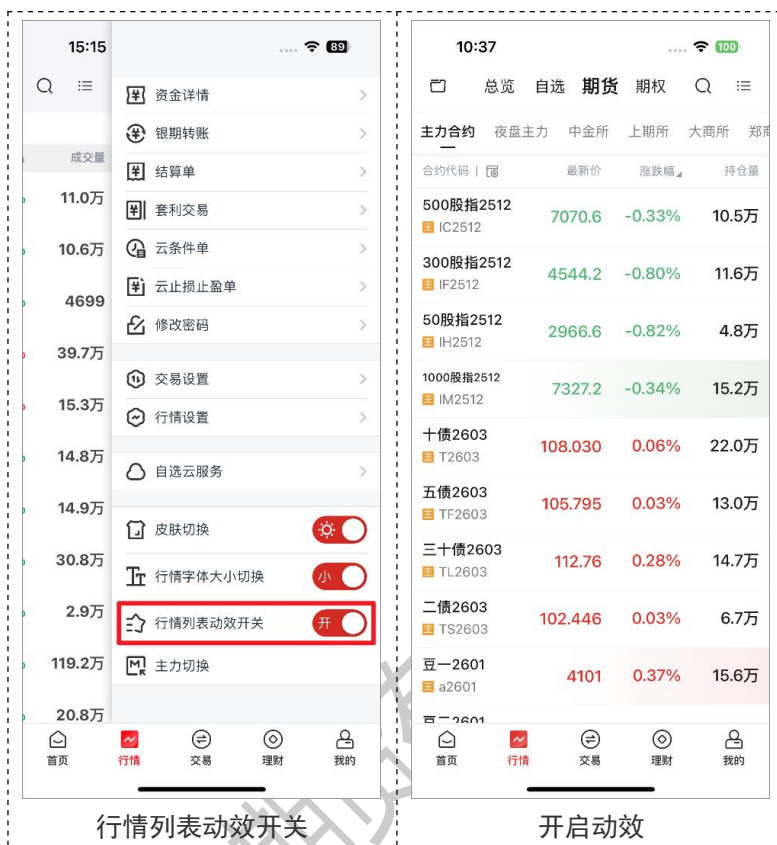 15:15
89
成交量
11.0万
10.6万
4699
39.7万
15.3万
14.8万
14.9万
30.8万
2.9万
119.2万
20.8万
资金详情
银期转账
结算单
套利交易
云条件单
云止损止盈单
修改密码
交易设置
行情设置
自选云服务
皮肤切换
行情字体大小切换 小
行情列表动效开关 开
主力切换
首页 行情 交易 理财 我的
行情列表动效开关
10:37
100
总览 自选 期货 期权
主力合约 夜盘主力 中金所 上期所 大商所 郑商
合约代码 | 最新价 涨跌幅 持仓量
500股指2512
7070.6 -0.33% 10.5万
主 IC2512
300股指2512
4544.2 -0.80% 11.6万
主 IF2512
50股指2512
2966.6 -0.82% 4.8万
主 IH2512
1000股指2512
7327.2 -0.34% 15.2万
主 IM2512
十债2603
108.030 0.06% 22.0万
主 T2603
五债2603
105.795 0.03% 13.0万
主 TF2603
三十债2603
112.76 0.28% 14.7万
主 TL2603
二债2603
102.446 0.03% 6.7万
主 TS2603
豆一2601
4101 0.37% 15.6万
主 a2601
豆二2601
首页 行情 交易 理财 我的
开启动效